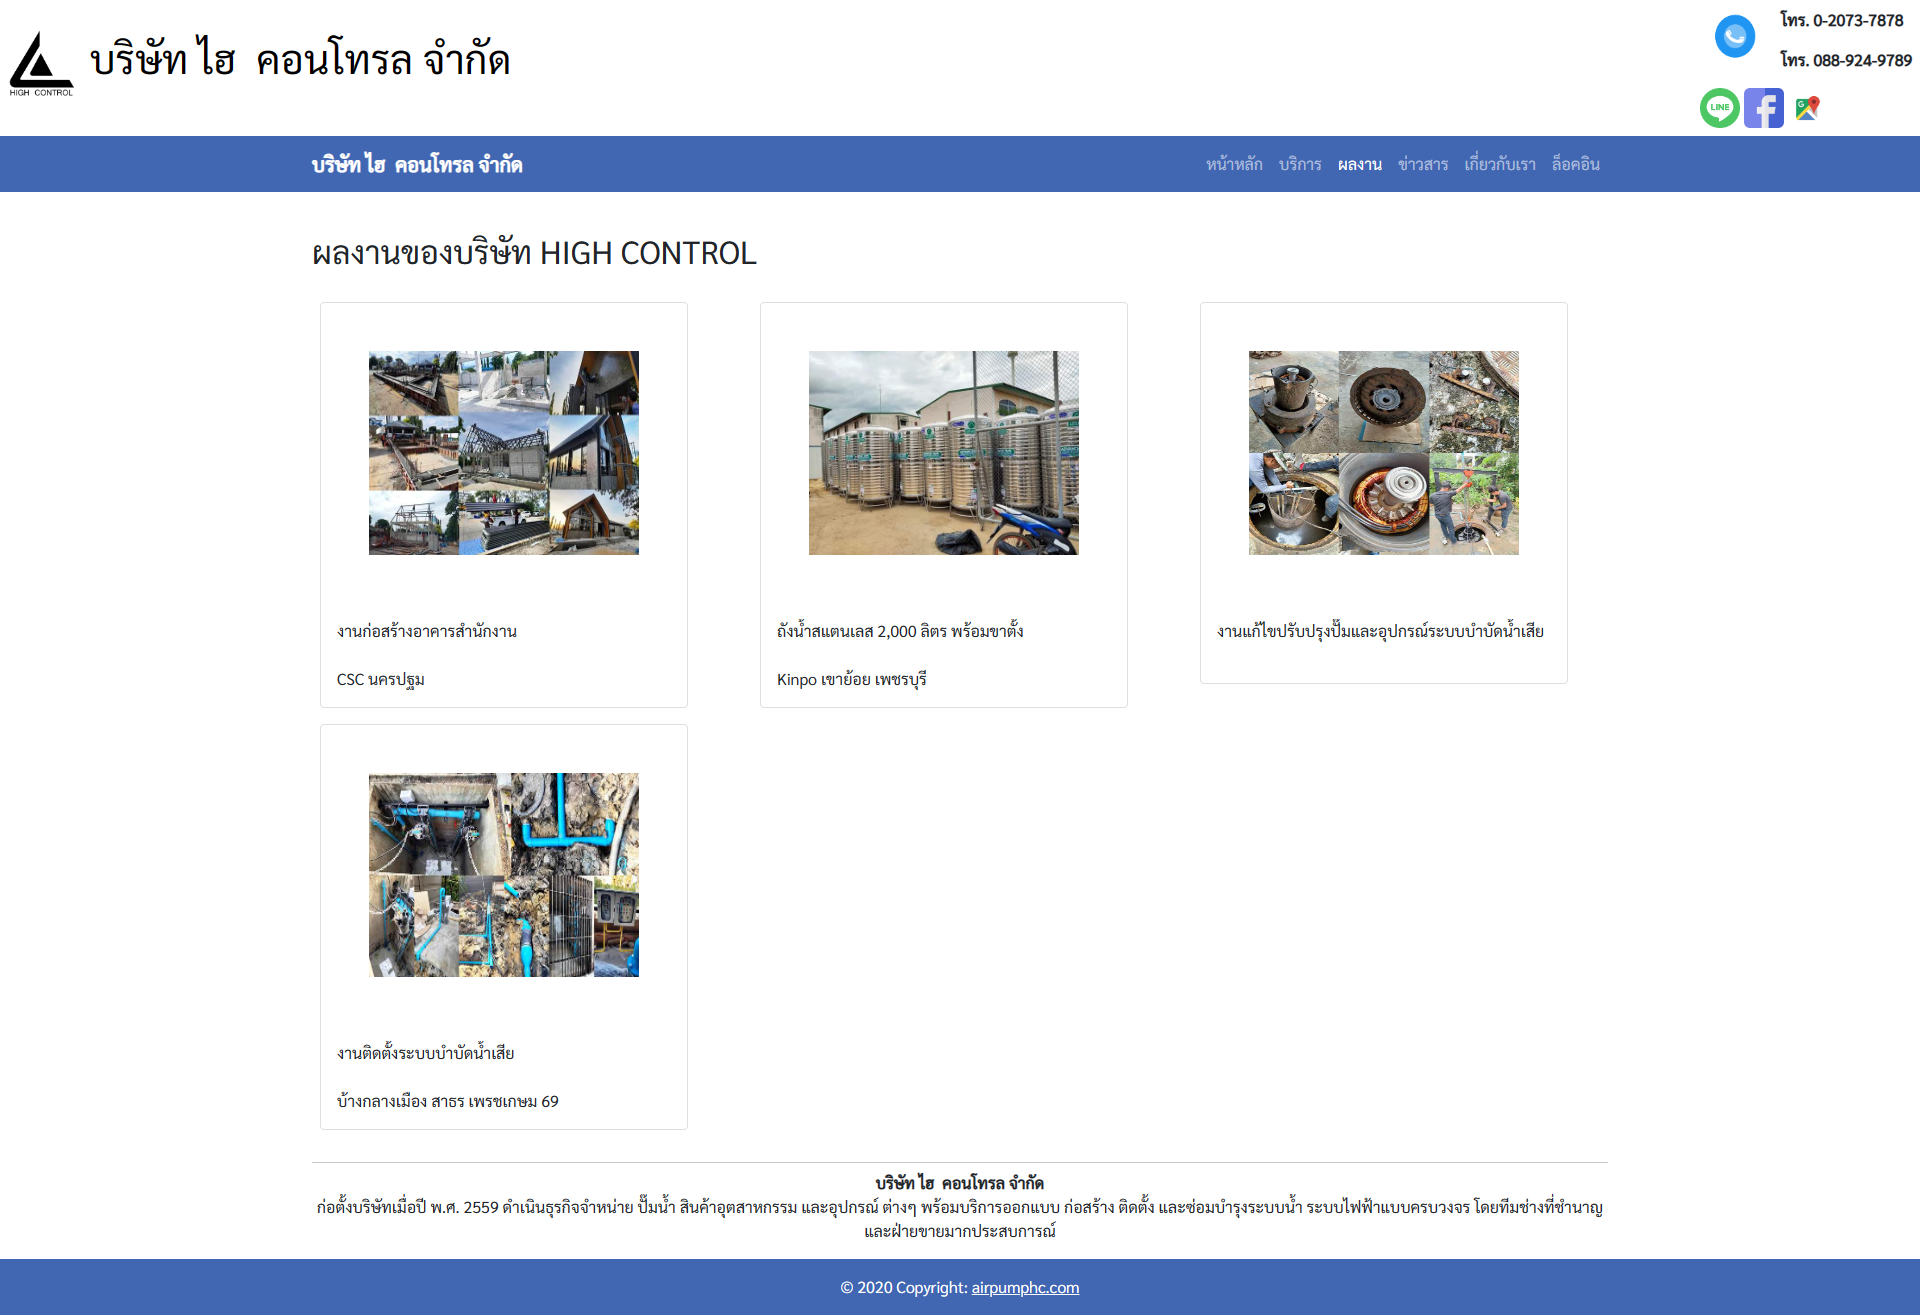 บริษัท ไฮ  คอนโทรล จำกัด
HIGH CONTROL
โทร. 0-2073-7878
โทร. 088-924-9789
LINE
บริษัท ไฮ  คอนโทรล จำกัด
หน้าหลัก บริการ ผลงาน ข่าวสาร เกี่ยวกับเรา ล็อคอิน
ผลงานของบริษัท HIGH CONTROL
งานก่อสร้างอาคารสำนักงาน
CSC นครปฐม
ถังน้ำสแตนเลส 2,000 ลิตร พร้อมขาตั้ง
Kinpo เขาย้อย เพชรบุรี
งานแก้ไขปรับปรุงปั๊มและอุปกรณ์ระบบบำบัดน้ำเสีย
งานติดตั้งระบบบำบัดน้ำเสีย
บ้างกลางเมือง สาธร เพรชเกษม 69
บริษัท ไฮ  คอนโทรล จำกัด
ก่อตั้งบริษัทเมื่อปี พ.ศ. 2559 ดำเนินธุรกิจจำหน่าย ปั๊มน้ำ สินค้าอุตสาหกรรม และอุปกรณ์ ต่างๆ พร้อมบริการออกแบบ ก่อสร้าง ติดตั้ง และซ่อมบำรุงระบบน้ำ ระบบไฟฟ้าแบบครบวงจร โดยทีมช่างที่ชำนาญ
และฝ่ายขายมากประสบการณ์
© 2020 Copyright: airpumphc.com